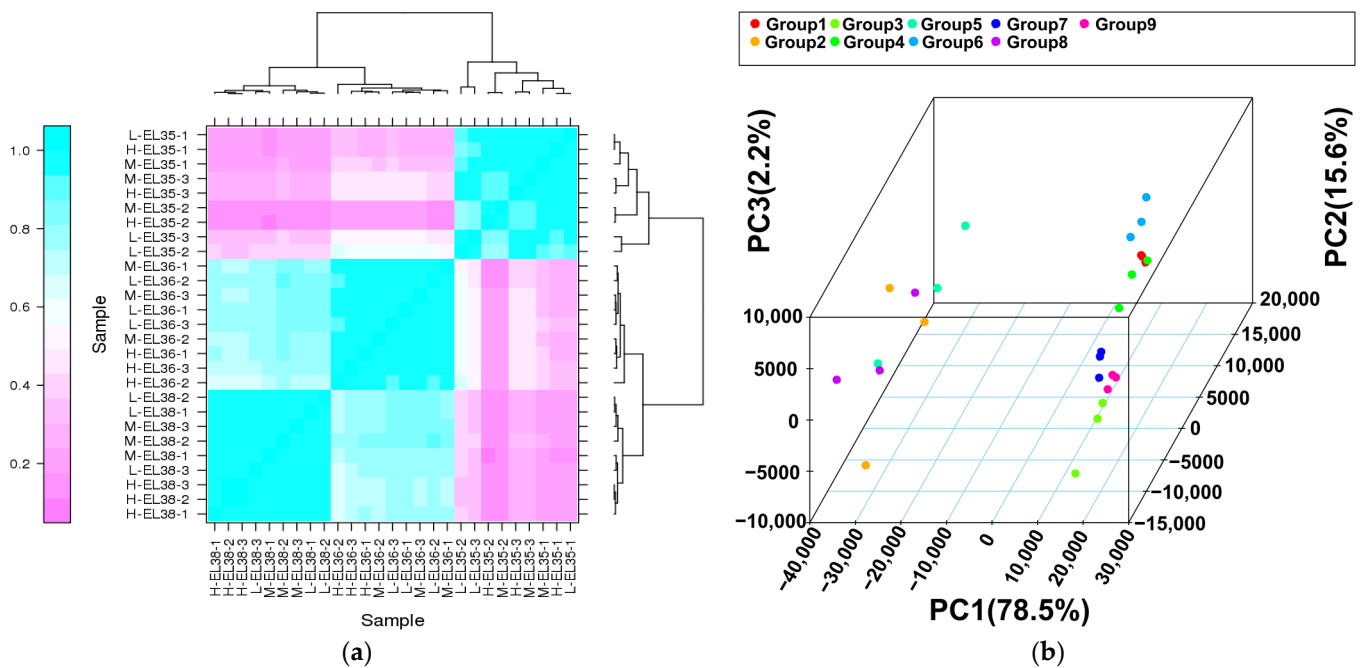 1.0
0.8
0.6
0.4
0.2
Sample
L-EL35-1
H-EL35-1
M-EL35-1
M-EL35-3
H-EL35-3
M-EL35-2
H-EL35-2
L-EL35-3
L-EL35-2
M-EL36-1
L-EL36-2
M-EL36-3
L-EL36-1
L-EL36-3
M-EL36-2
H-EL36-1
H-EL36-3
H-EL36-2
L-EL38-2
L-EL38-1
M-EL38-3
M-EL38-2
M-EL38-1
L-EL38-3
H-EL38-3
H-EL38-2
H-EL38-1
H-EL38-1
H-EL38-2
H-EL38-3
L-EL38-3
M-EL38-1
M-EL38-2
M-EL38-3
L-EL38-1
L-EL38-2
H-EL36-2
H-EL36-3
H-EL36-1
M-EL36-2
L-EL36-3
L-EL36-1
M-EL36-3
L-EL36-2
M-EL36-1
L-EL35-2
L-EL35-3
H-EL35-2
M-EL35-2
H-EL35-3
M-EL35-3
M-EL35-1
H-EL35-1
L-EL35-1
Sample
(a)
Group1 Group3 Group5 Group7 Group9
Group2 Group4 Group6 Group8
PC3(2.2%)
10,000
5000
0
−5000
−10,000
PC2(15.6%)
20,000
15,000
10,000
5000
0
−5000
−10,000
−15,000
−40,000
−30,000
−20,000
−10,000
0
10,000
20,000
30,000
PC1(78.5%)
(b)